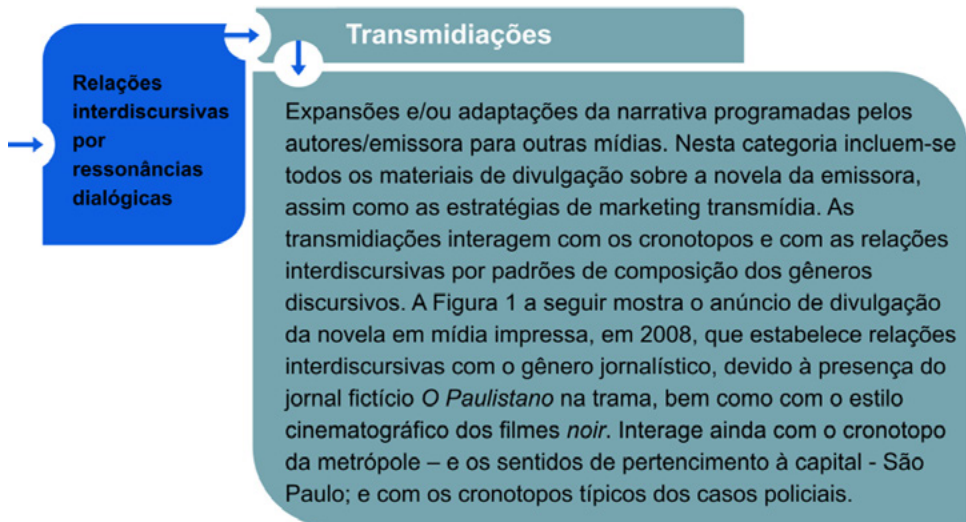 Transmidiações
Relações
interdiscursivas
por
ressonâncias
dialógicas
Expansões e/ou adaptações da narrativa programadas pelos
autores/emissora para outras mídias. Nesta categoria incluem-se
todos os materiais de divulgação sobre a novela da emissora,
assim como as estratégias de marketing transmídia. As
transmidiações interagem com os cronotopos e com as relações
interdiscursivas por padrões de composição dos gêneros
discursivos. A Figura 1 a seguir mostra o anúncio de divulgação
da novela em mídia impressa, em 2008, que estabelece relações
interdiscursivas com o gênero jornalístico, devido à presença do
jornal fictício O Paulistano na trama, bem como com o estilo
cinematográfico dos filmes noir. Interage ainda com o cronotopo
da metrópole – e os sentidos de pertencimento à capital - São
Paulo; e com os cronotopos típicos dos casos policiais.